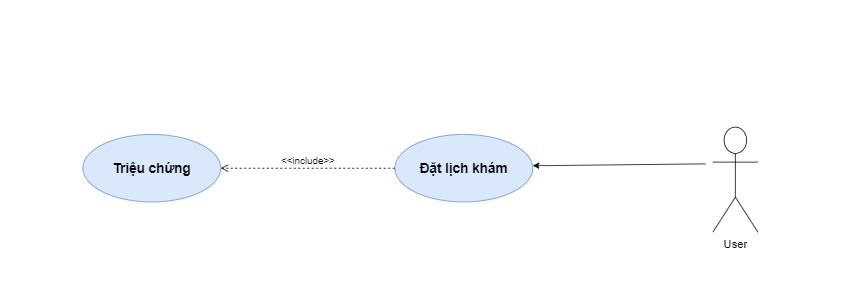 <<include>>
Triệu chứng
Đặt lịch khám
User